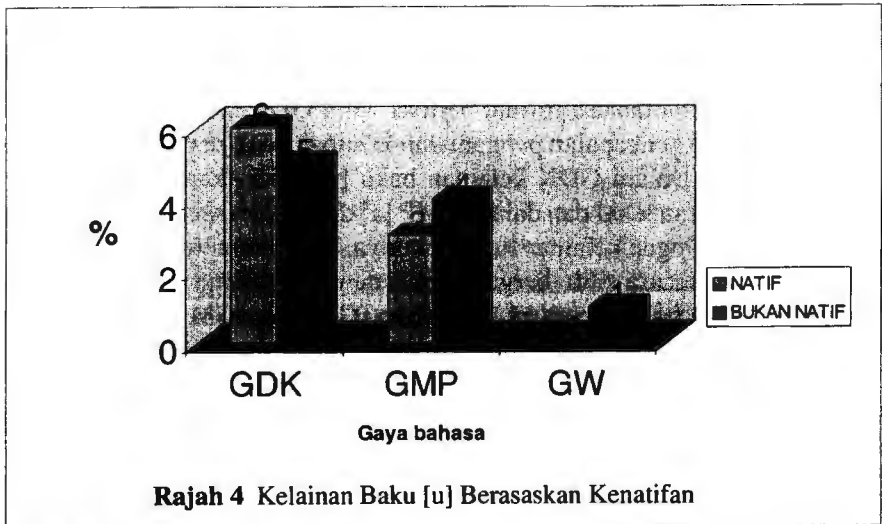 6
4
%
2
0
GDK GMP GW
NATIF
BUKAN NATIF
Gaya bahasa
Rajah 4 Kelainan Baku [u] Berasaskan Kenatifan